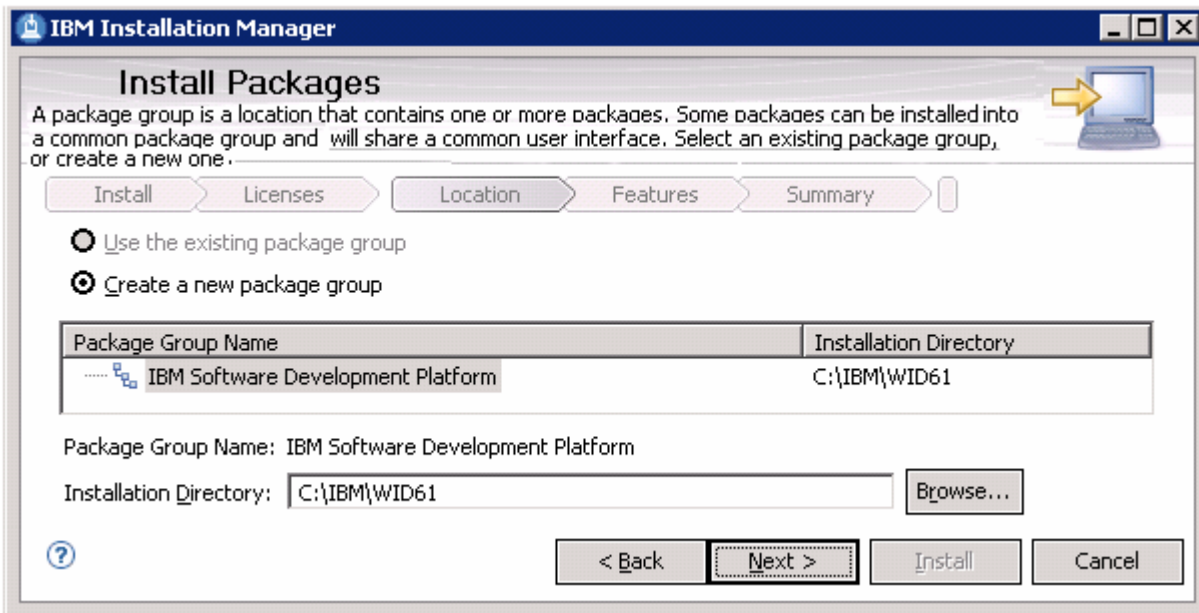 IBM Installation Manager
Install Packages
A package group is a location that contains one or more packages. Some packages can be installed into
a common package group and will share a common user interface. Select an existing package group,
or create a new one.
Install Licenses Location Features Summary
Use the existing package group
Create a new package group
Package Group Name Installation Directory
IBM Software Development Platform C:\IBM\WID61
Package Group Name: IBM Software Development Platform
Installation Directory: C:\IBM\WID61 Browse...
? < Back Next > Install Cancel